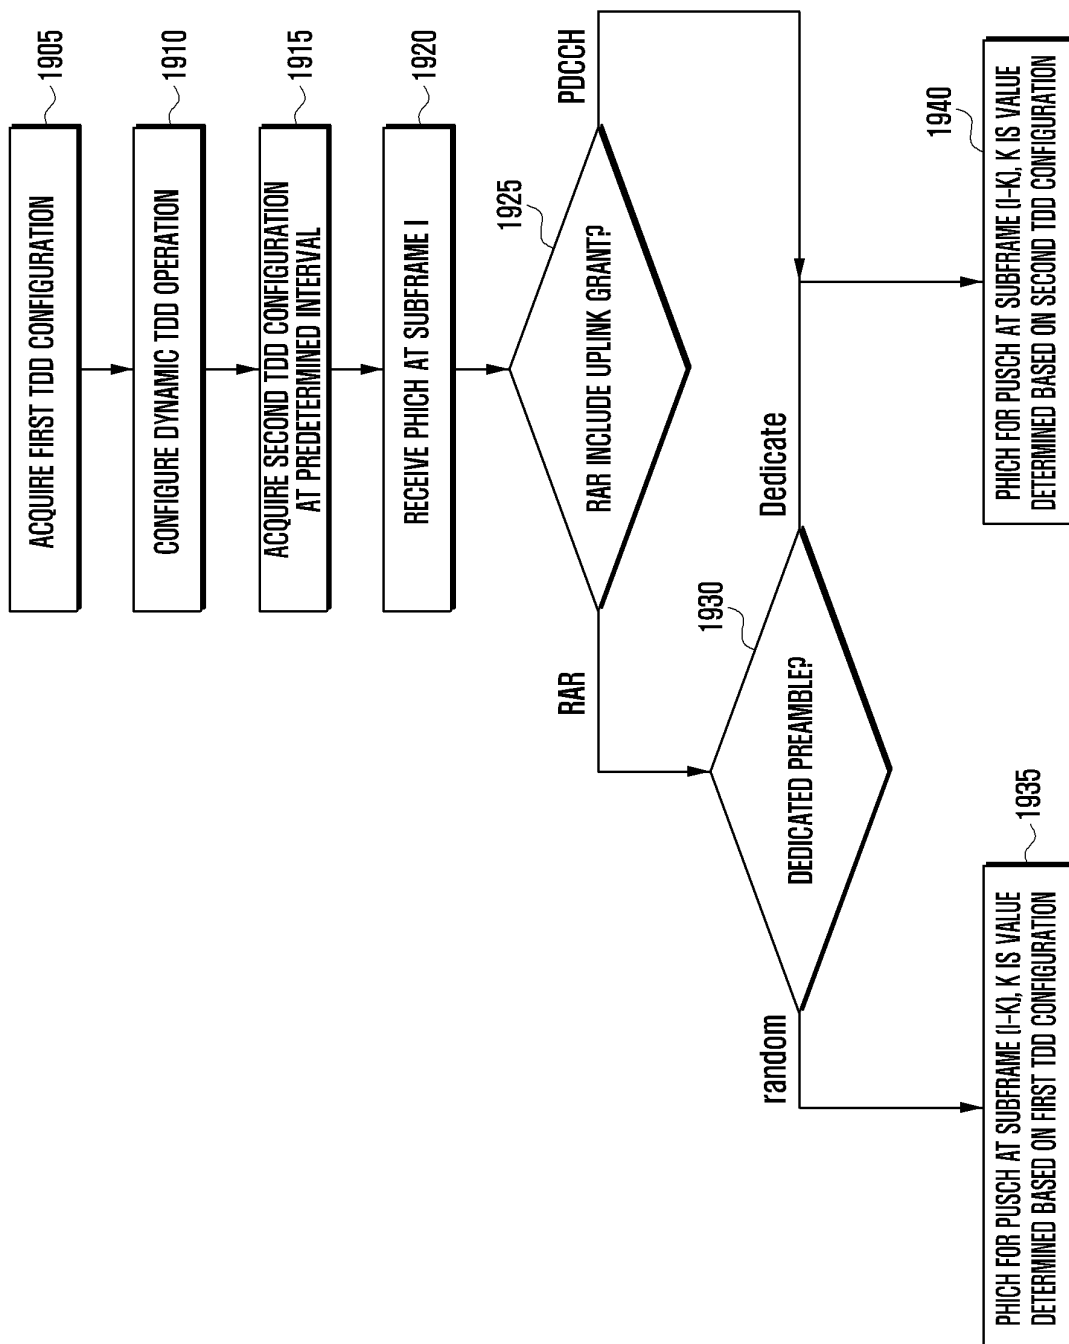 ACQUIRE FIRST TDD CONFIGURATION
1905
CONFIGURE DYNAMIC TDD OPERATION
1910
ACQUIRE SECOND TDD CONFIGURATION
AT PREDETERMINED INTERVAL
1915
RECEIVE PHICH AT SUBFRAME I
1920
RAR INCLUDE UPLINK GRANT?
1925
RAR
PDCCH
DEDICATED PREAMBLE?
1930
random
Dedicate
PHICH FOR PUSCH AT SUBFRAME (I-K), K IS VALUE
DETERMINED BASED ON FIRST TDD CONFIGURATION
1935
PHICH FOR PUSCH AT SUBFRAME (I-K), K IS VALUE
DETERMINED BASED ON SECOND TDD CONFIGURATION
1940